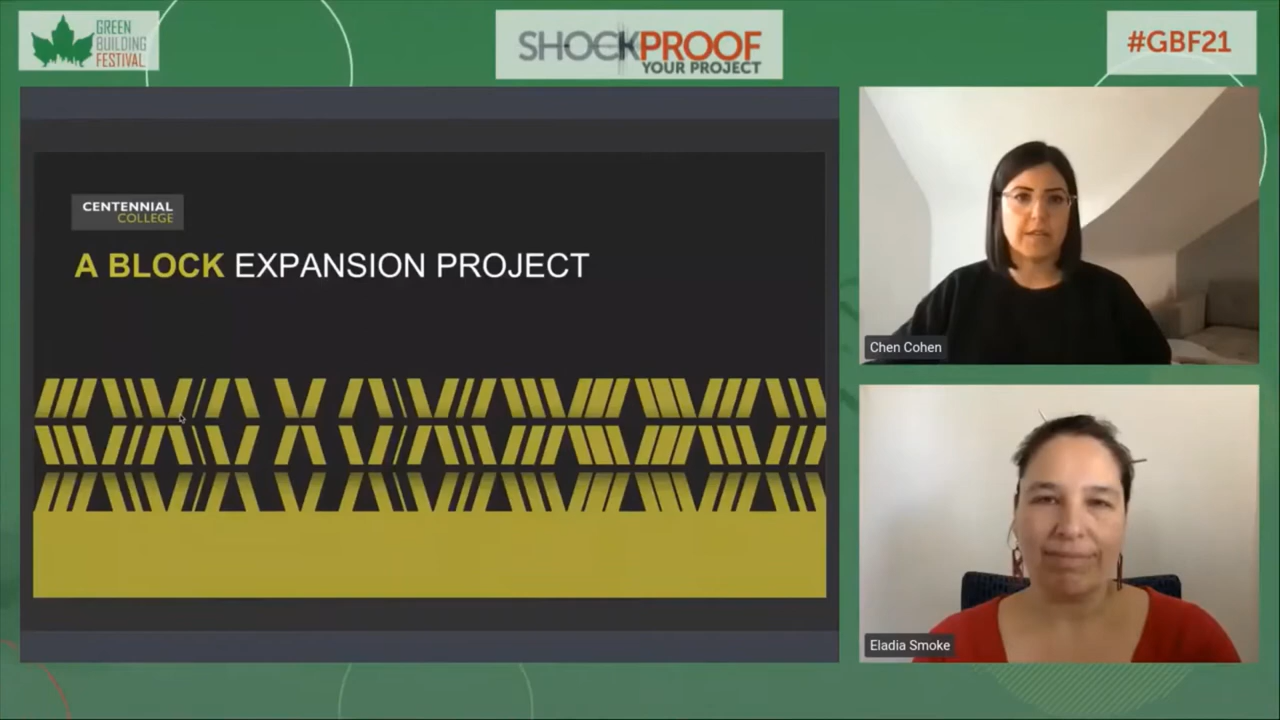 GREEN
BUILDING
FESTIVAL
SHOCKPROOF
YOUR PROJECT
#GBF21
CENTENNIAL
COLLEGE
A BLOCK EXPANSION PROJECT
Chen Cohen
Eladia Smoke